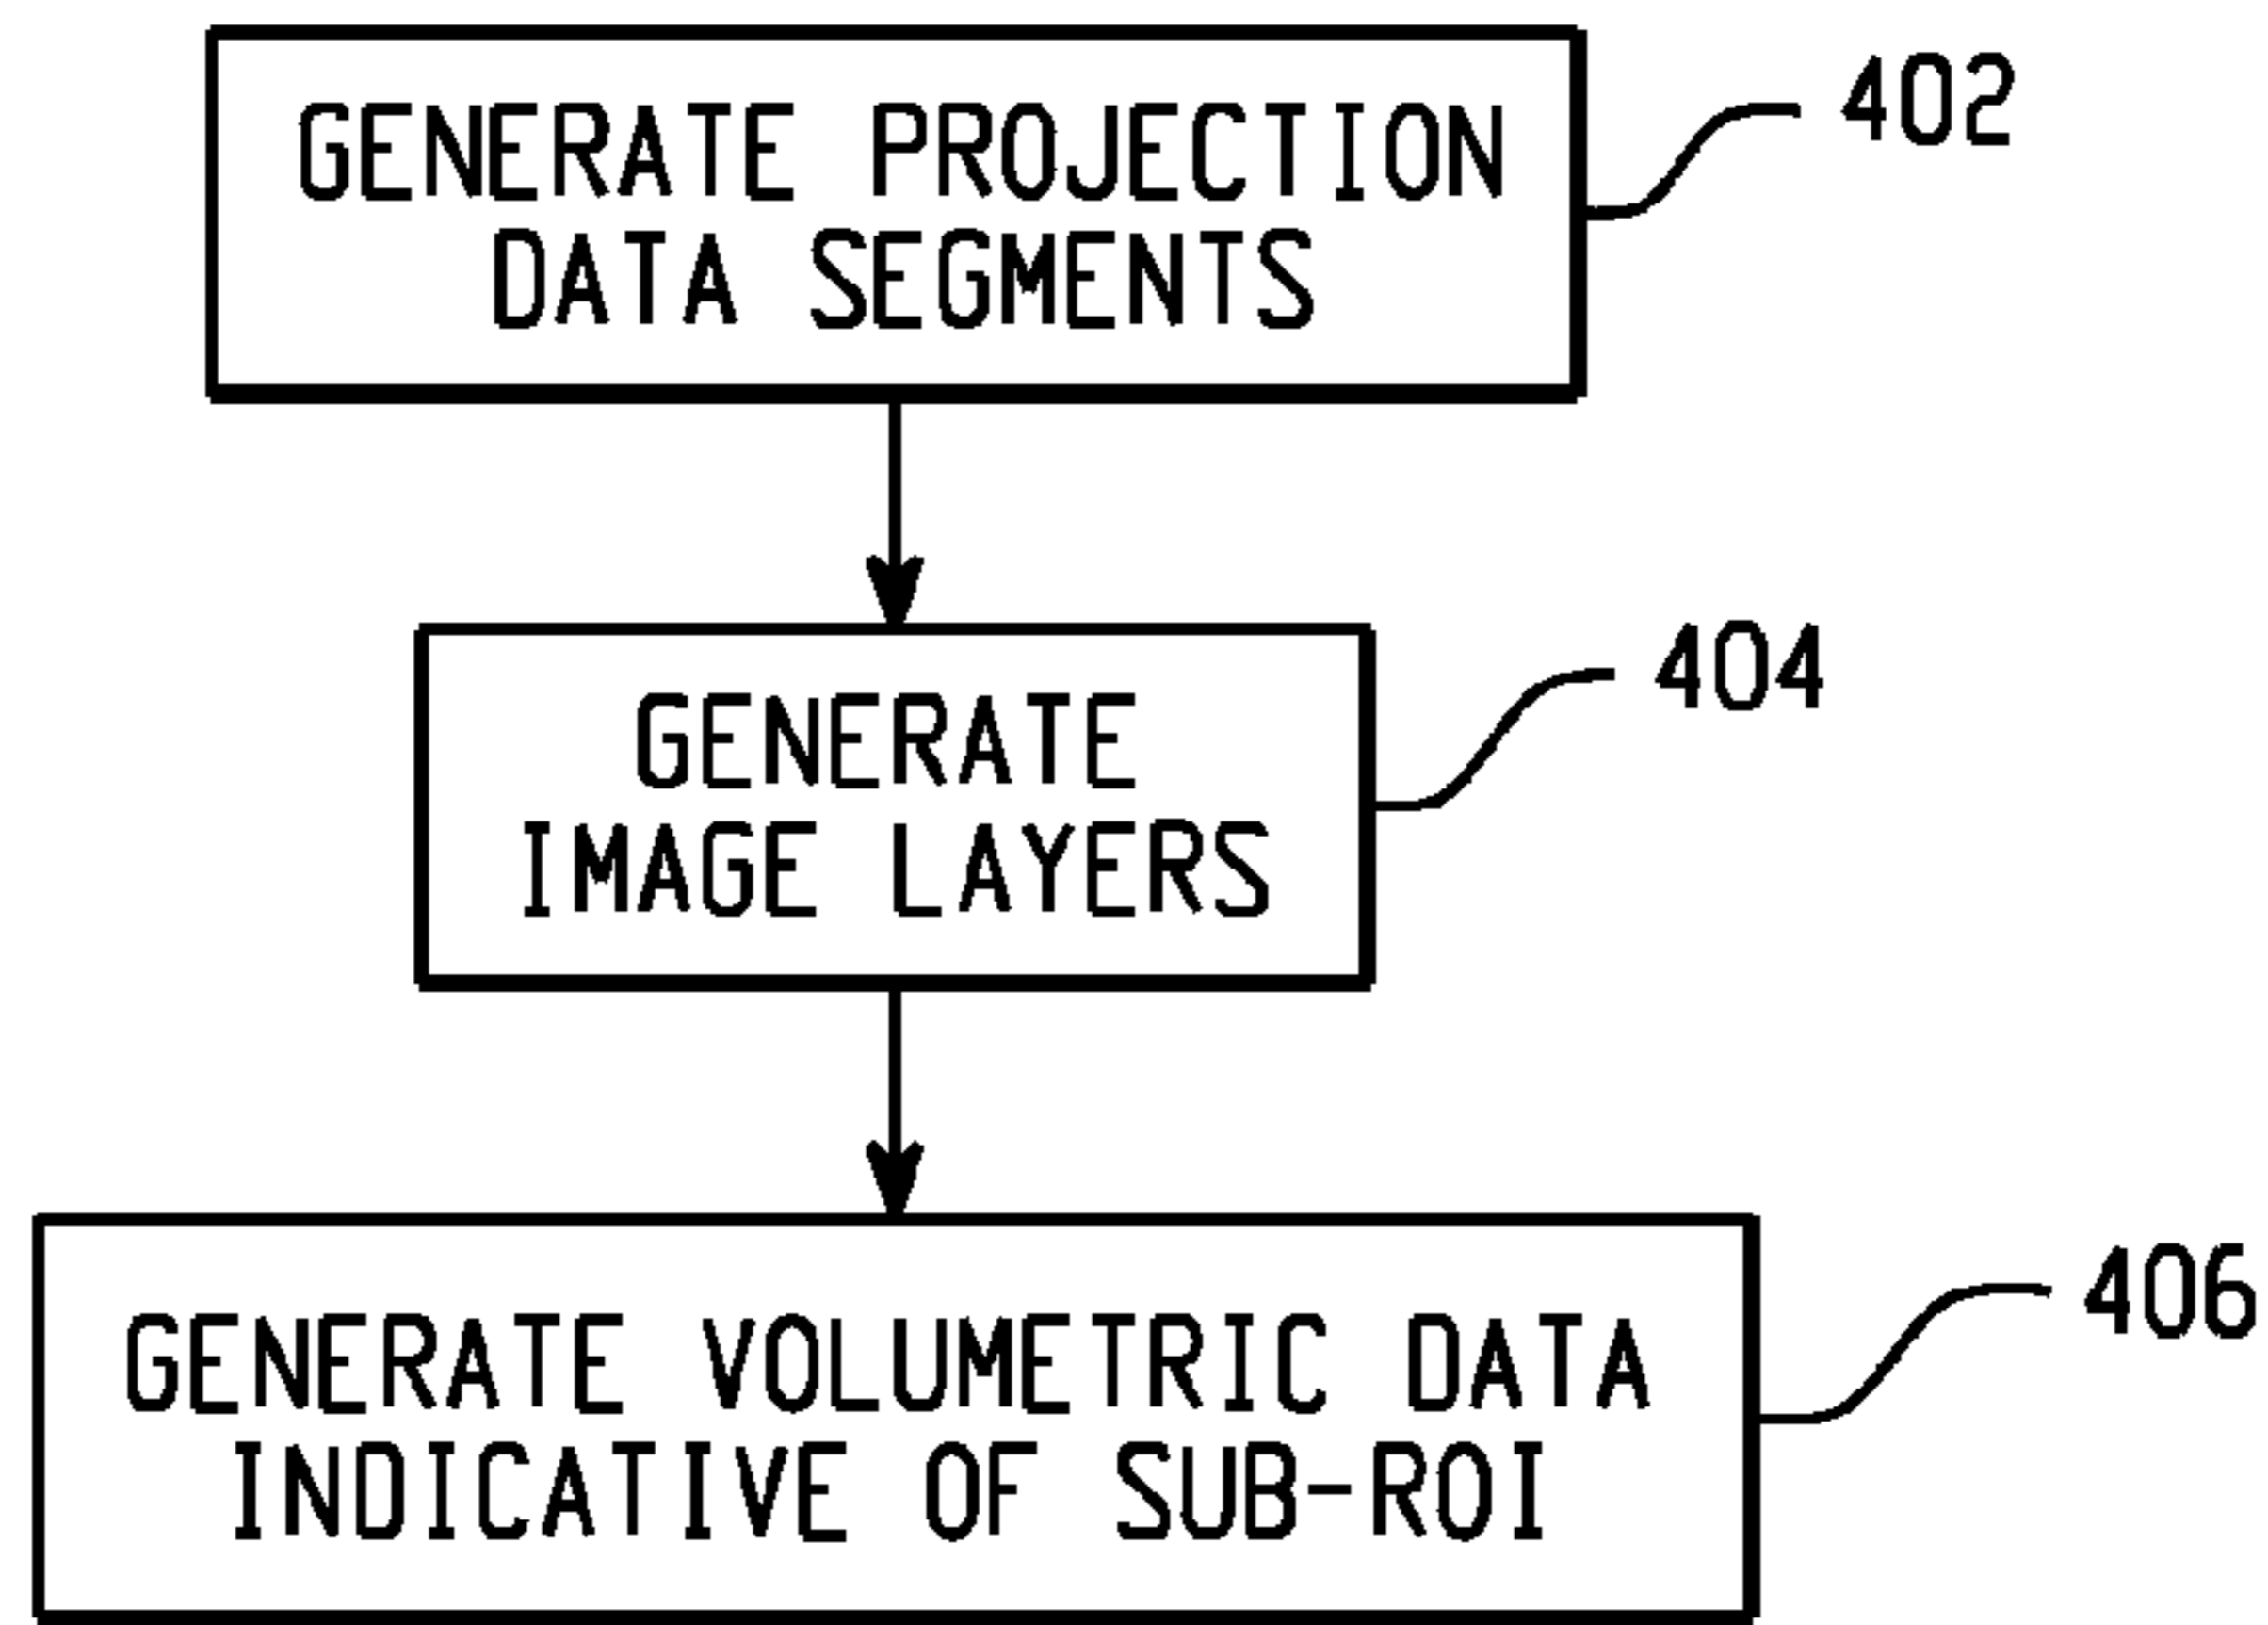 GENERATE PROJECTION
DATA SEGMENTS
402
GENERATE
IMAGE LAYERS
404
GENERATE VOLUMETRIC DATA
INDICATIVE OF SUB-ROI
406